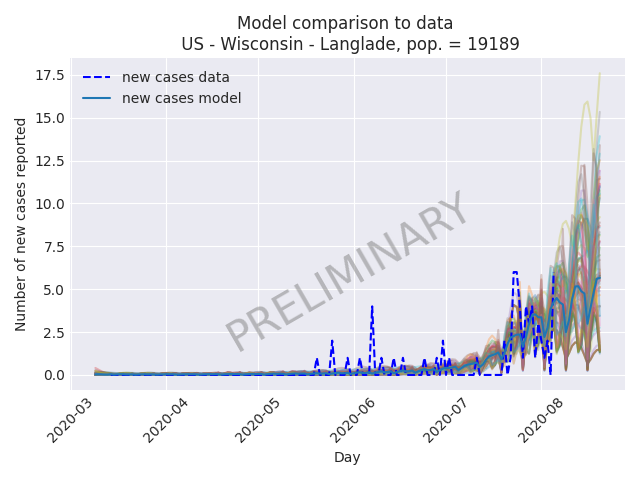 Model comparison to data
US - Wisconsin - Langlade, pop. = 19189
new cases data
new cases model
17.5
15.0
12.5
10.0
7.5
5.0
2.5
0.0
Number of new cases reported
PRELIMINARY
2020-03
2020-04
2020-05
2020-06
2020-07
2020-08
Day